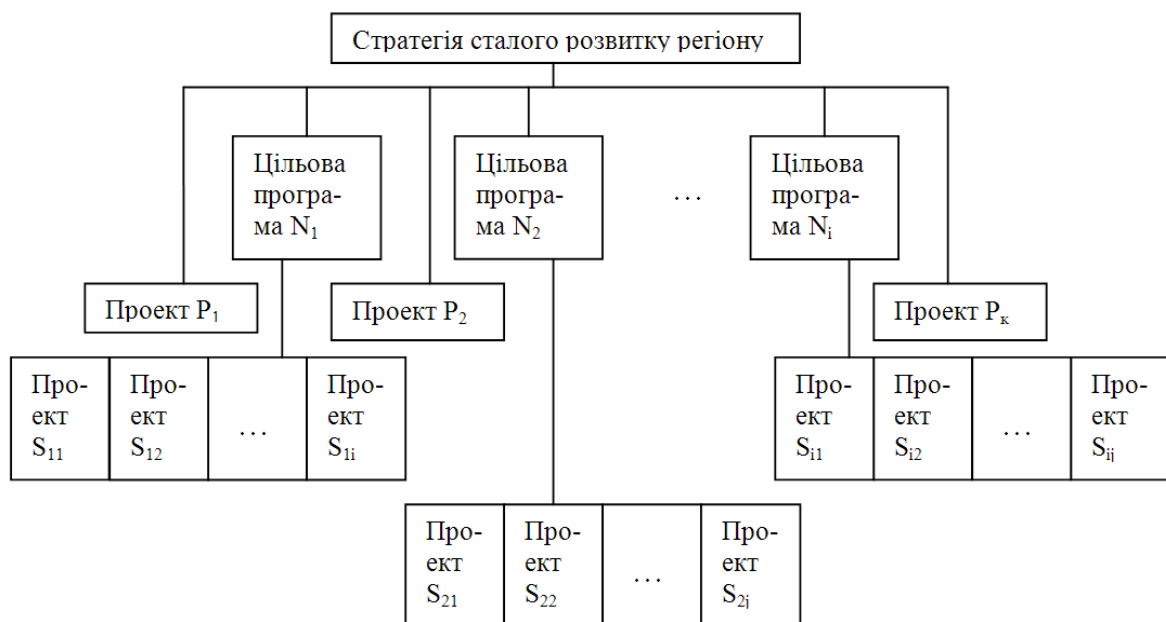 Стратегія сталого розвитку регіону
Цільова
програ-
ма N₁
Цільова
програ-
ма N₂
...
Цільова
програ-
ма Nᵢ
Проект P₁
Проект P₂
Проект Pₖ
Про-
ект
S₁₁
Про-
ект
S₁₂
...
Про-
ект
S₁ᵢ
Про-
ект
Sᵢ₁
Про-
ект
Sᵢ₂
...
Про-
ект
Sᵢⱼ
Про-
ект
S₂₁
Про-
ект
S₂₂
...
Про-
ект
S₂ⱼ